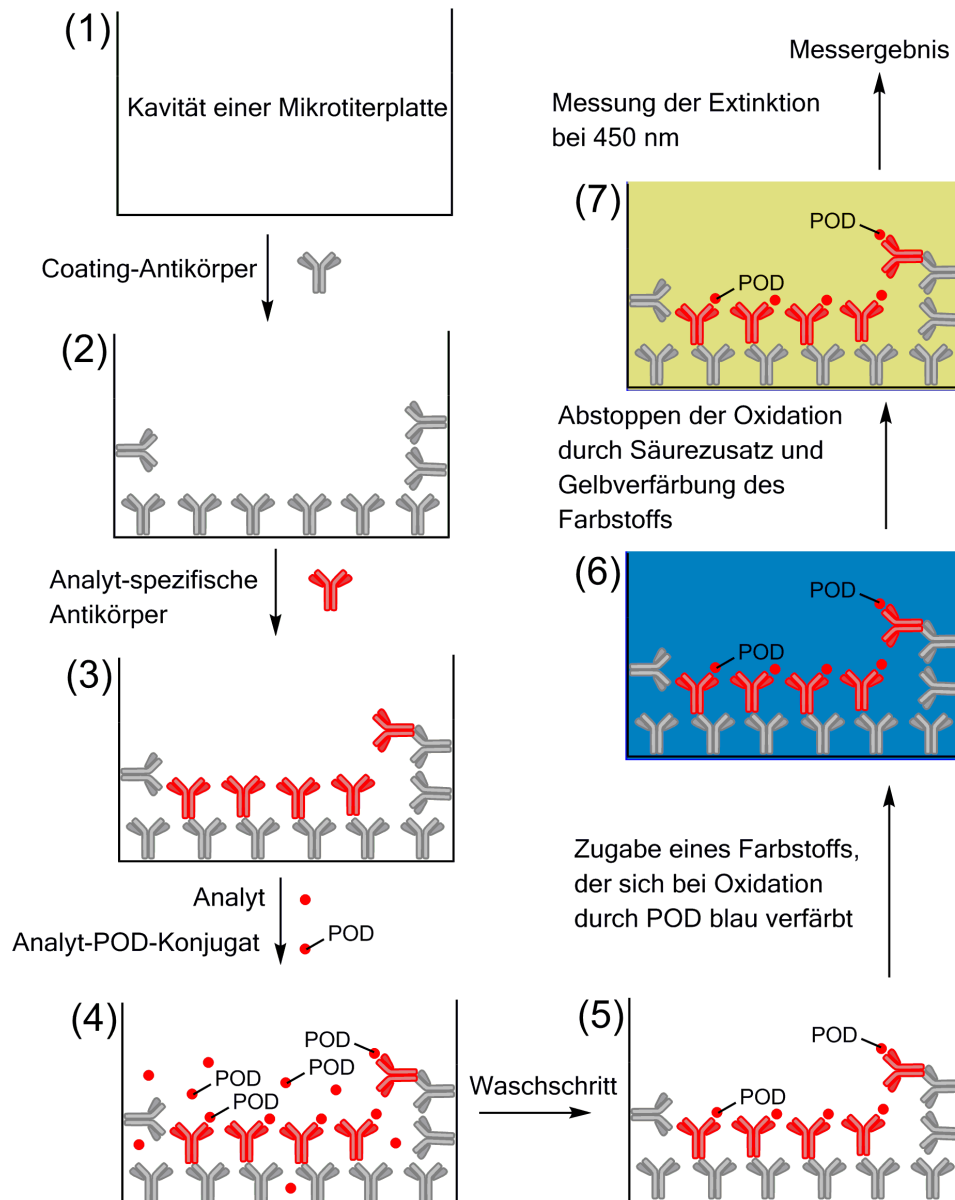 (1)
Kavität einer Mikrotiterplatte
Coating-Antikörper
(2)
Analyt-spezifische
Antikörper
(3)
Analyt
Analyt-POD-Konjugat
POD
(4)
POD
POD
POD
POD
Waschschritt
(5)
POD
POD
Zugabe eines Farbstoffs,
der sich bei Oxidation
durch POD blau verfärbt
(6)
POD
POD
Abstoppen der Oxidation
durch Säurezusatz und
Gelbverfärbung des
Farbstoffs
(7)
POD
POD
Messung der Extinktion
bei 450 nm
Messergebnis